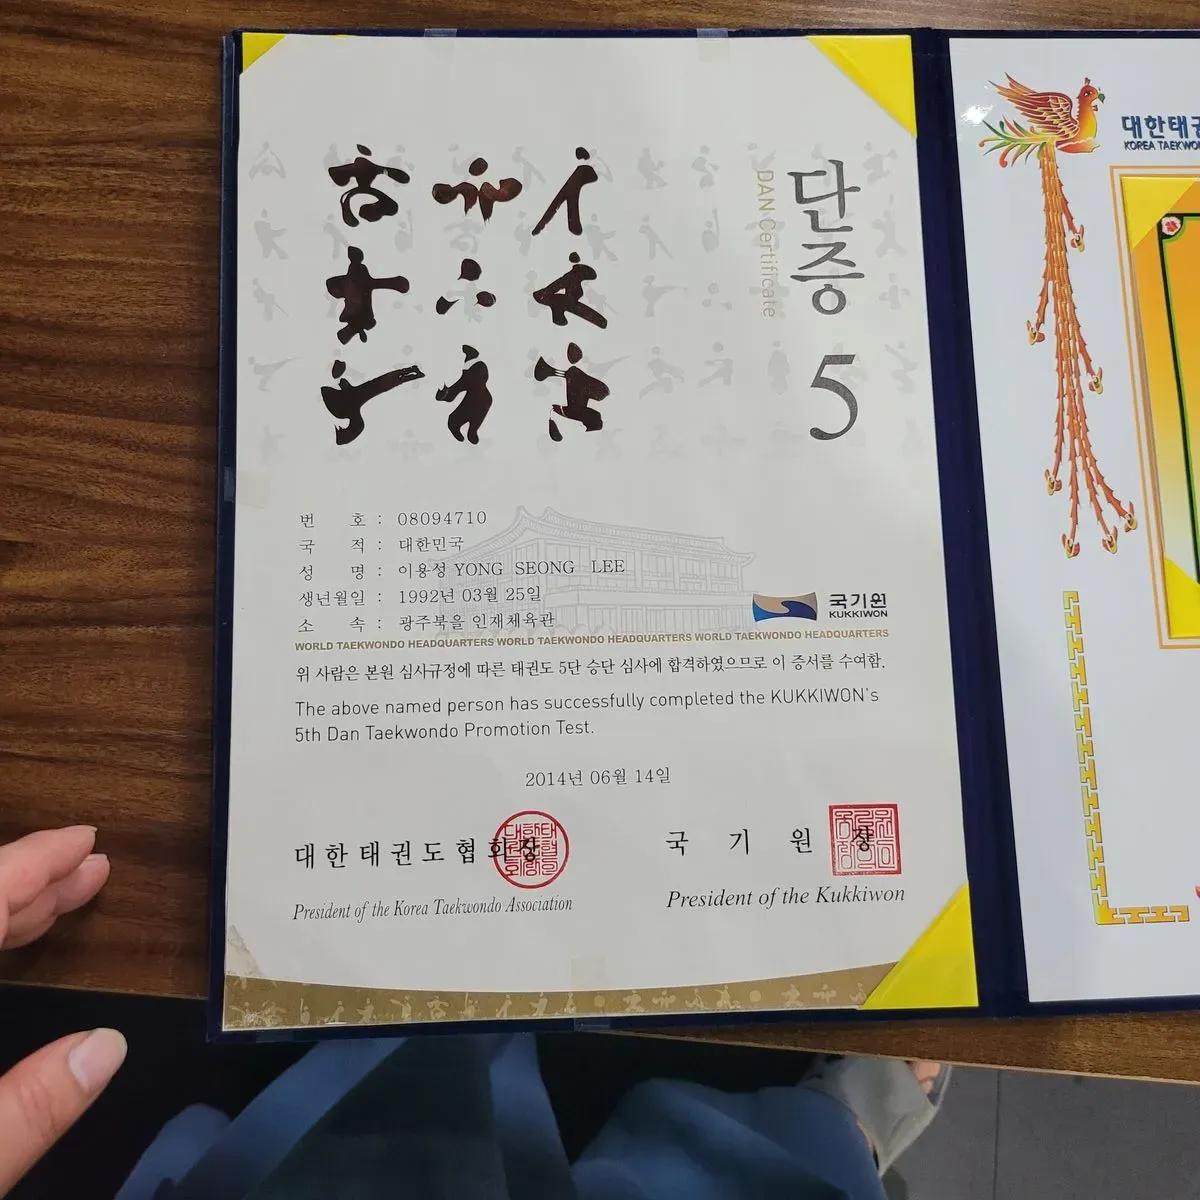 단증
DAN Certificate
5
번 호 : 08094710
국 적 : 대한민국
성 명 : 이용성 YONG SEONG LEE
생년월일 : 1992년 03월 25일
소 속 : 광주북을 인재체육관
국기원
KUKKIWON
WORLD TAEKWONDO HEADQUARTERS WORLD TAEKWONDO HEADQUARTERS WORLD TAEKWONDO HEADQUARTERS
위 사람은 본원 심사규정에 따른 태권도 5단 승단 심사에 합격하였으므로 이 증서를 수여함.
The above named person has successfully completed the KUKKIWON's
5th Dan Taekwondo Promotion Test.
2014년 06월 14일
대한태권도협회장
President of the Korea Taekwondo Association
국 기 원 장
President of the Kukkiwon
대한태권
KOREA TAEKWO